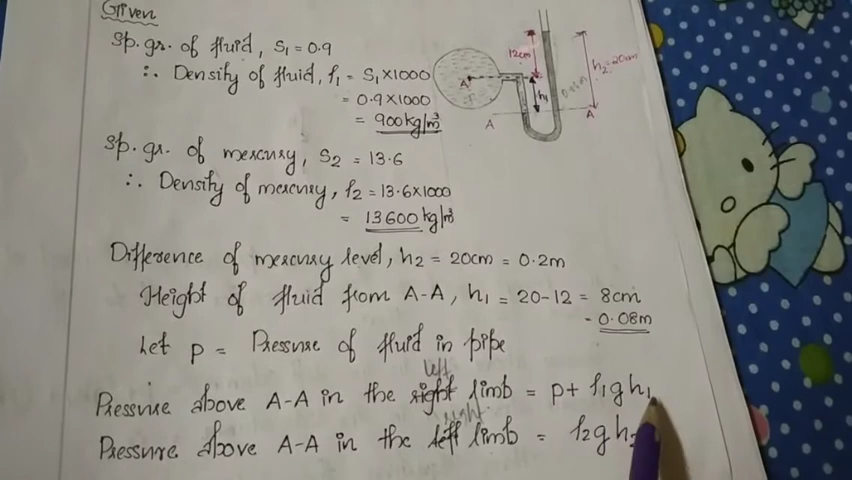 Given
Sp. gr. of fluid, S1 = 0.9
∴ Density of fluid, ρ1 = S1 × 1000
= 0.9 × 1000
= 900 kg/m³
12cm
h2 = 20cm
A
h1
A
A
Sp. gr. of mercury, S2 = 13.6
∴ Density of mercury, ρ2 = 13.6 × 1000
= 13600 kg/m³
Difference of mercury level, h2 = 20cm = 0.2m
Height of fluid from A-A, h1 = 20 - 12 = 8cm
= 0.08m
Let p = Pressure of fluid in pipe
left
Pressure above A-A in the right limb = p + ρ1gh1
right
Pressure above A-A in the left limb = ρ2gh2